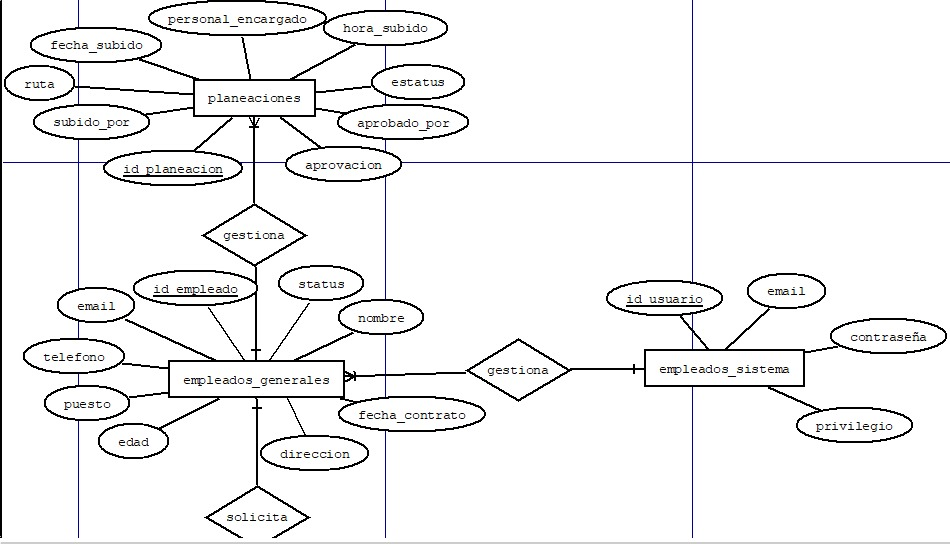 personal_encargado
hora_subido
fecha_subido
ruta
planeaciones
estatus
subido_por
aprobado_por
id_planeacion
aprovacion
gestiona
id_empleado
status
email
nombre
telefono
empleados_generales
puesto
fecha_contrato
edad
direccion
solicita
gestiona
id_usuario
email
contraseña
empleados_sistema
privilegio